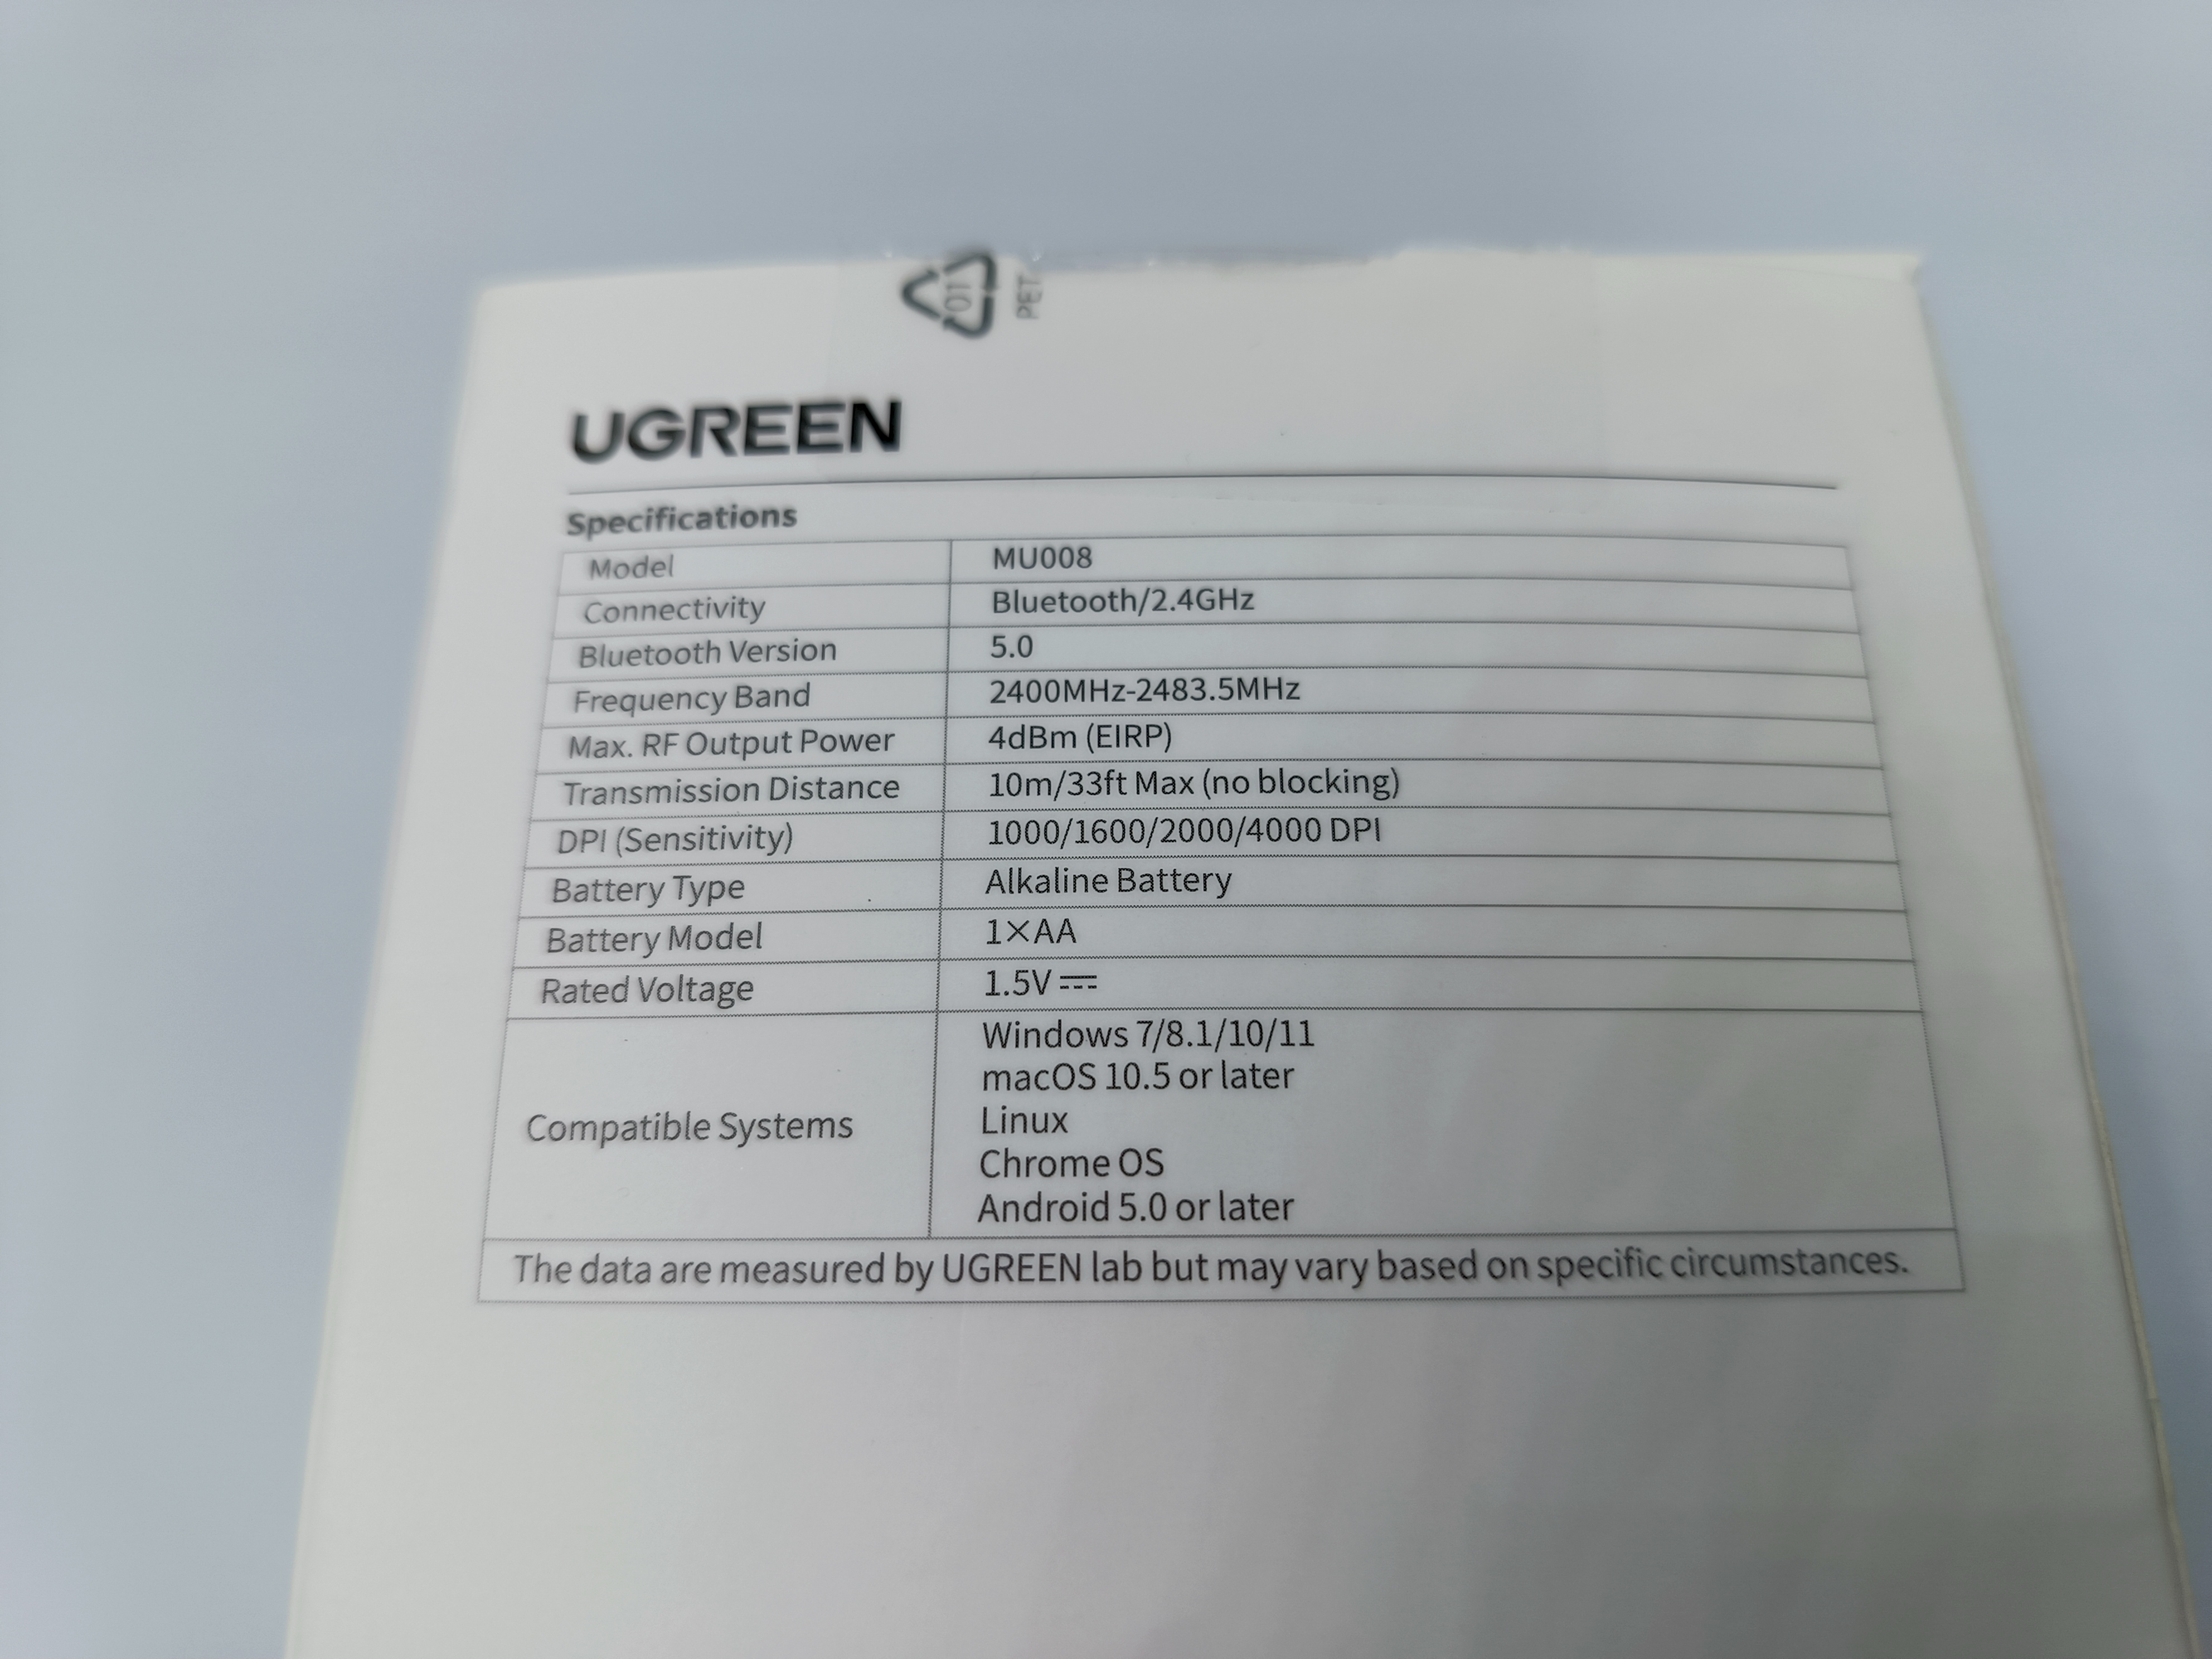 01
PET
UGREEN
Specifications
Model MU008
Connectivity Bluetooth/2.4GHz
Bluetooth Version 5.0
Frequency Band 2400MHz-2483.5MHz
Max. RF Output Power 4dBm (EIRP)
Transmission Distance 10m/33ft Max (no blocking)
DPI (Sensitivity) 1000/1600/2000/4000 DPI
Battery Type Alkaline Battery
Battery Model 1×AA
Rated Voltage 1.5V⎓
Compatible Systems
Windows 7/8.1/10/11
macOS 10.5 or later
Linux
Chrome OS
Android 5.0 or later
The data are measured by UGREEN lab but may vary based on specific circumstances.